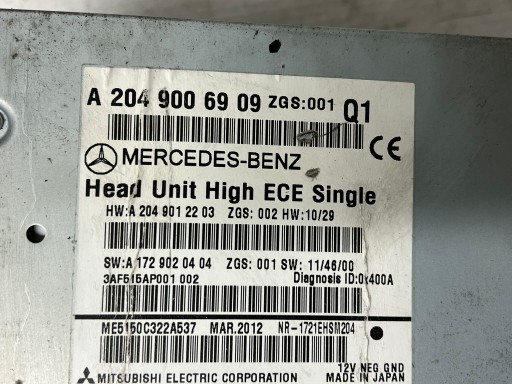 A 204 900 69 09 ZGS:001 Q1
MERCEDES-BENZ CE
Head Unit High ECE Single
HW:A 204 901 22 03 ZGS: 002 HW:10/29
SW:A 172 902 04 04 ZGS: 001 SW: 11/46/00
3AF515AP001 002 Diagnosis ID:0x400A
ME5150C322A537 MAR.2012 NR-1721EHSM204
12V NEG GND
MITSUBISHI ELECTRIC CORPORATION MADE IN JAPAN